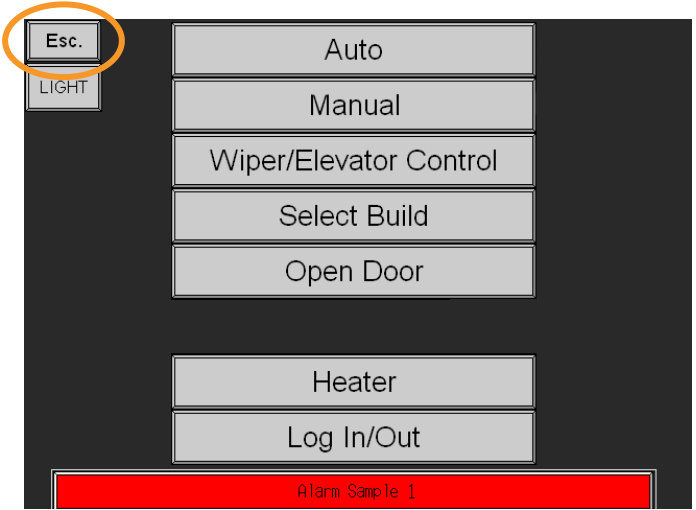 Esc.
LIGHT
Auto
Manual
Wiper/Elevator Control
Select Build
Open Door
Heater
Log In/Out
Alarm Sample 1